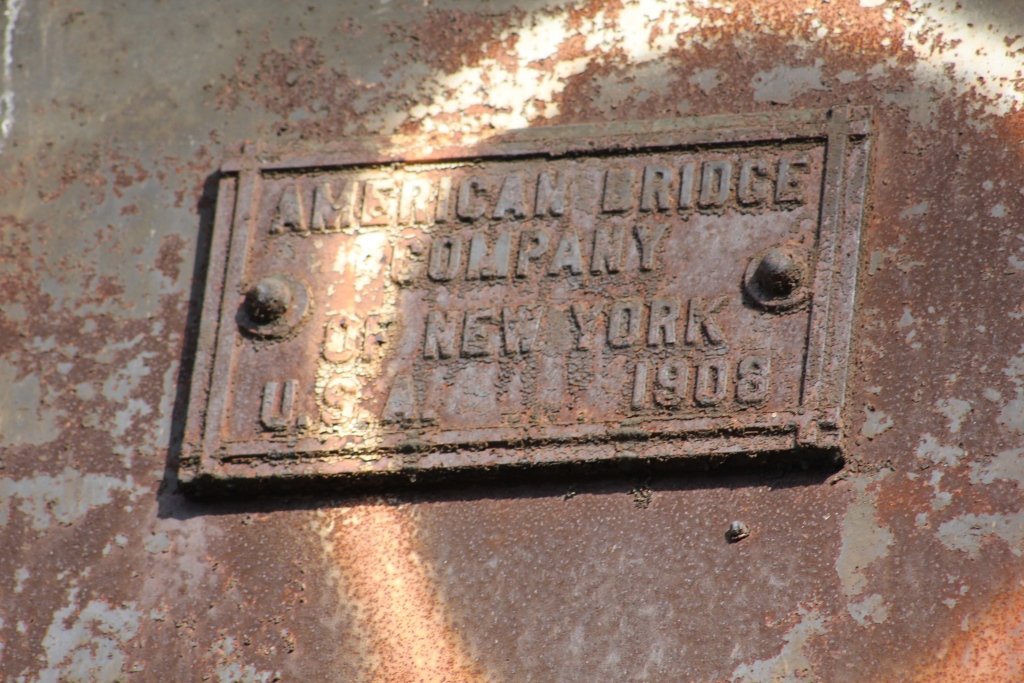 AMERICAN BRIDGE
COMPANY
OF NEW YORK
U.S.A. 1908